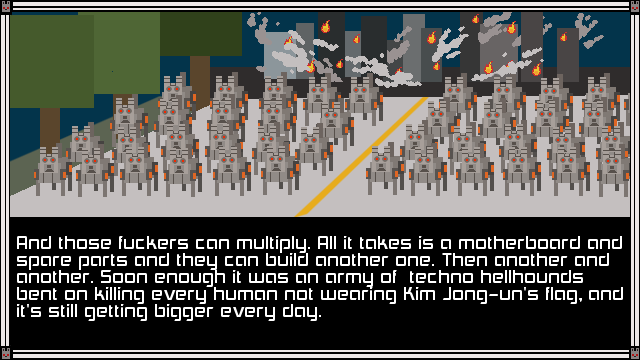 And those fuckers can multiply. All it takes is a motherboard and
spare parts and they can build another one. Then another and
another. Soon enough it was an army of  techno hellhounds
bent on killing every human not wearing Kim Jong-un's flag, and
it's still getting bigger every day.